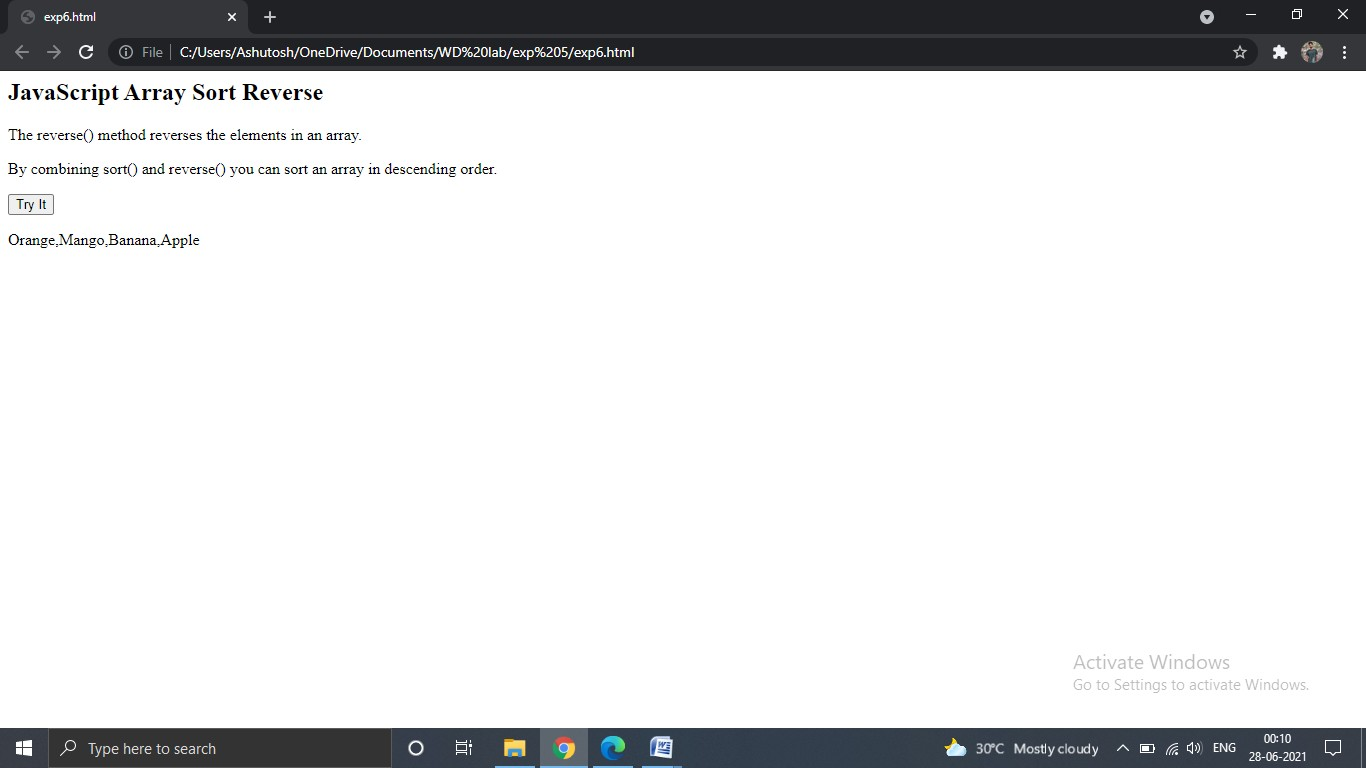 exp6.html
File
C:/Users/Ashutosh/OneDrive/Documents/WD%20lab/exp%205/exp6.html
JavaScript Array Sort Reverse
The reverse() method reverses the elements in an array.
By combining sort() and reverse() you can sort an array in descending order.
Try It
Orange,Mango,Banana,Apple
Activate Windows
Go to Settings to activate Windows.
Type here to search
30°C Mostly cloudy
ENG
00:10
28-06-2021